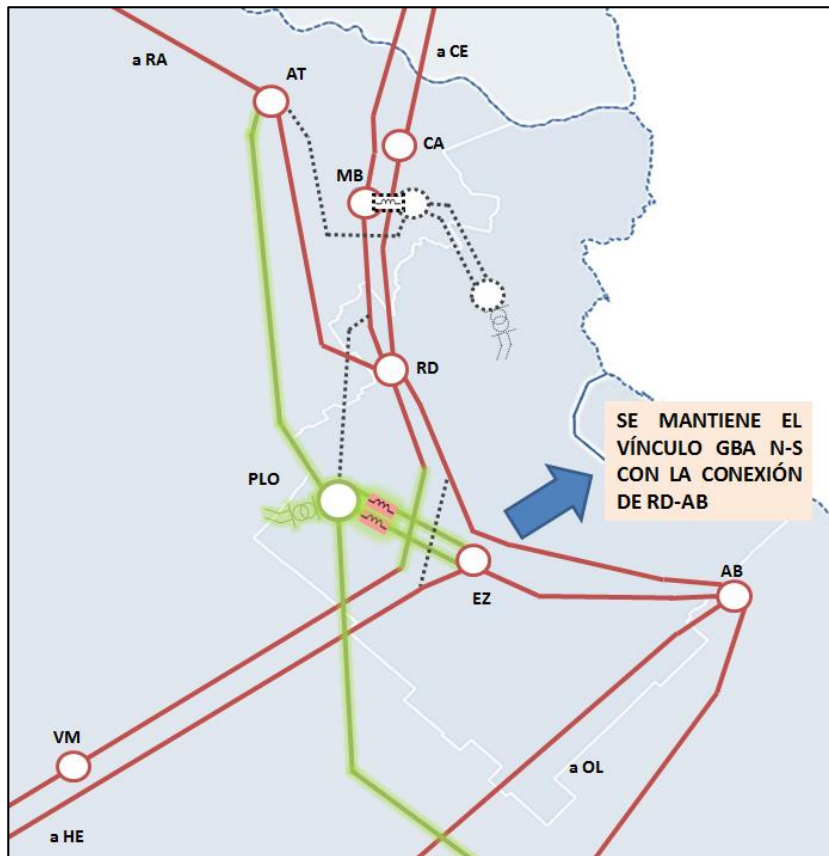 a RA
AT
a CE
CA
MB
RD
SE MANTIENE EL
VÍNCULO GBA N-S
CON LA CONEXIÓN
DE RD-AB
PLO
EZ
AB
VM
a OL
a HE